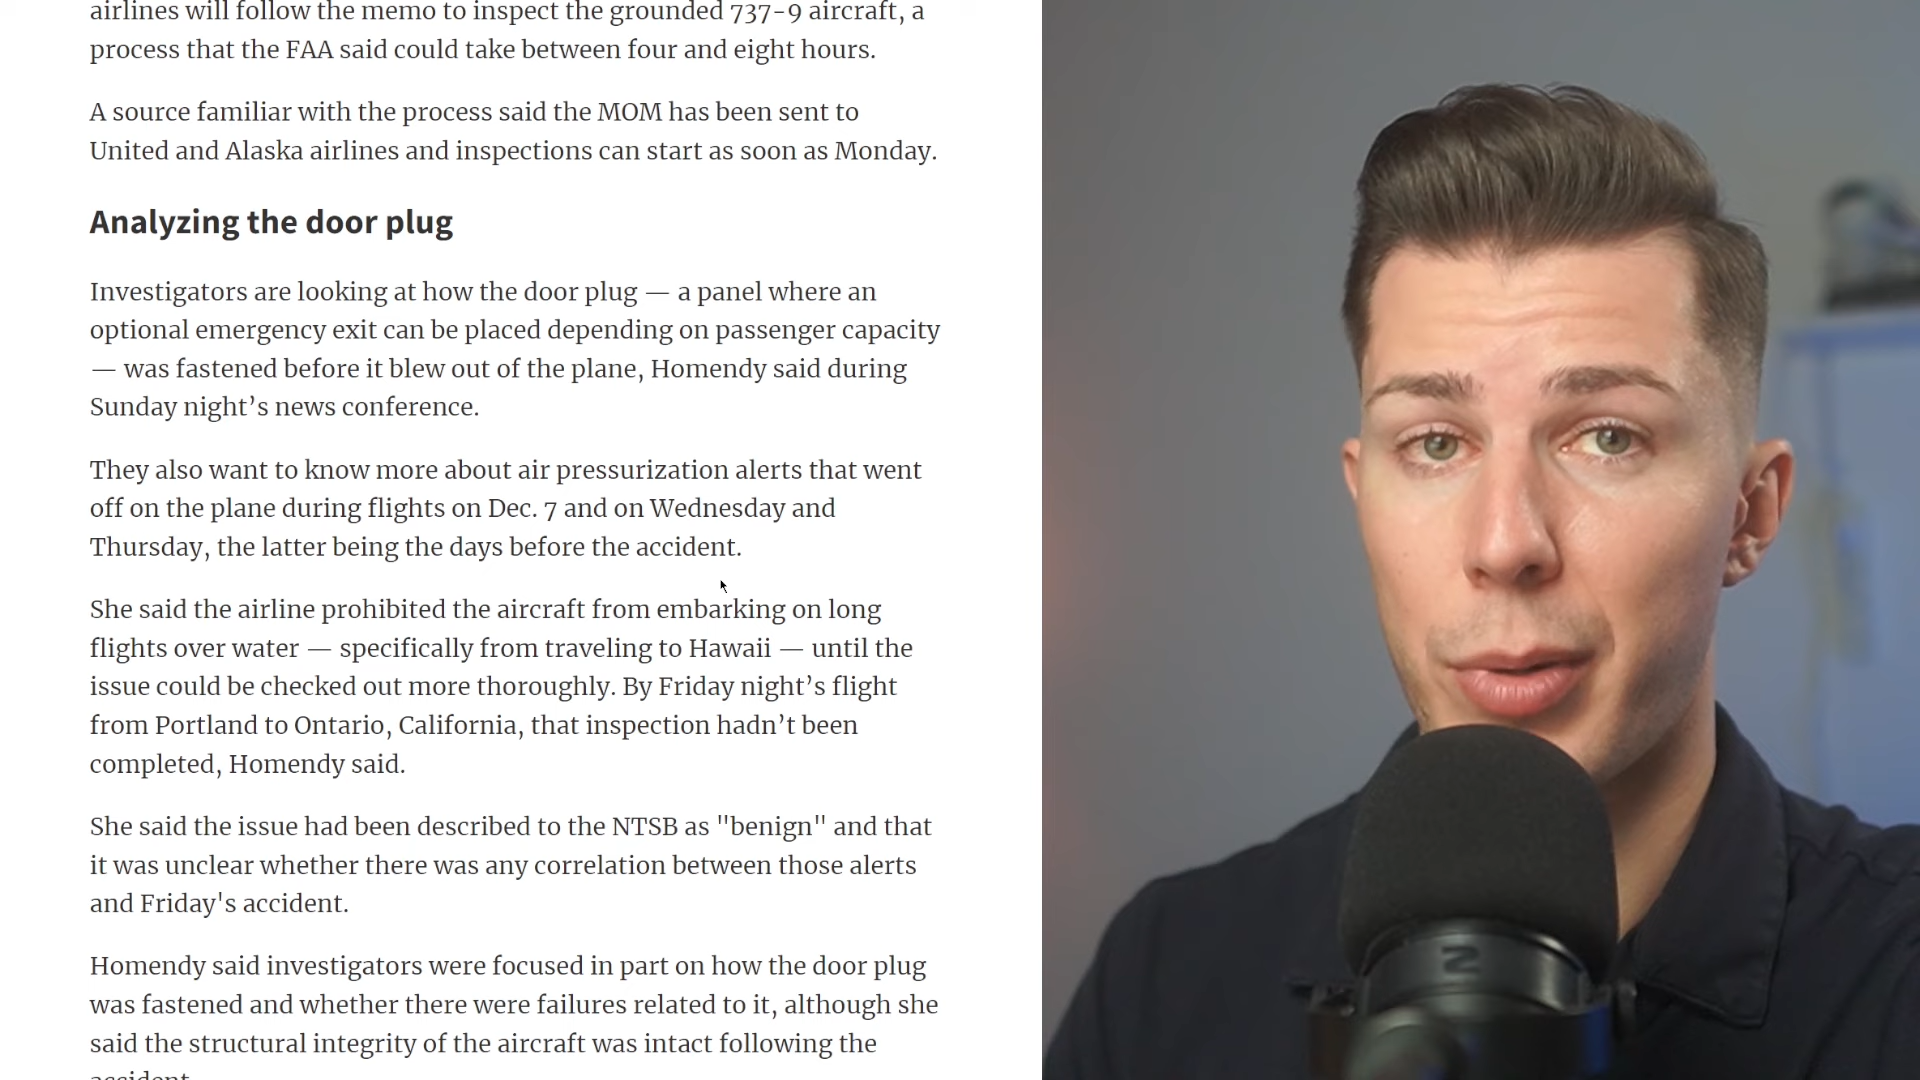 airlines will follow the memo to inspect the grounded 737-9 aircraft, a
process that the FAA said could take between four and eight hours.
A source familiar with the process said the MOM has been sent to
United and Alaska airlines and inspections can start as soon as Monday.
Analyzing the door plug
Investigators are looking at how the door plug — a panel where an
optional emergency exit can be placed depending on passenger capacity
— was fastened before it blew out of the plane, Homendy said during
Sunday night’s news conference.
They also want to know more about air pressurization alerts that went
off on the plane during flights on Dec. 7 and on Wednesday and
Thursday, the latter being the days before the accident.
She said the airline prohibited the aircraft from embarking on long
flights over water — specifically from traveling to Hawaii — until the
issue could be checked out more thoroughly. By Friday night’s flight
from Portland to Ontario, California, that inspection hadn’t been
completed, Homendy said.
She said the issue had been described to the NTSB as "benign" and that
it was unclear whether there was any correlation between those alerts
and Friday's accident.
Homendy said investigators were focused in part on how the door plug
was fastened and whether there were failures related to it, although she
said the structural integrity of the aircraft was intact following the
accident.